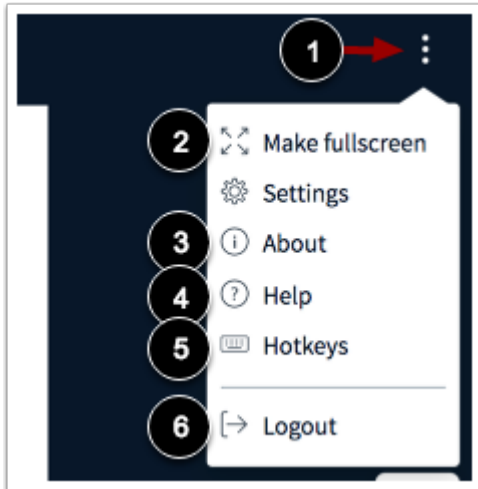 1
2 Make fullscreen
Settings
3 About
4 Help
5 Hotkeys
6 Logout